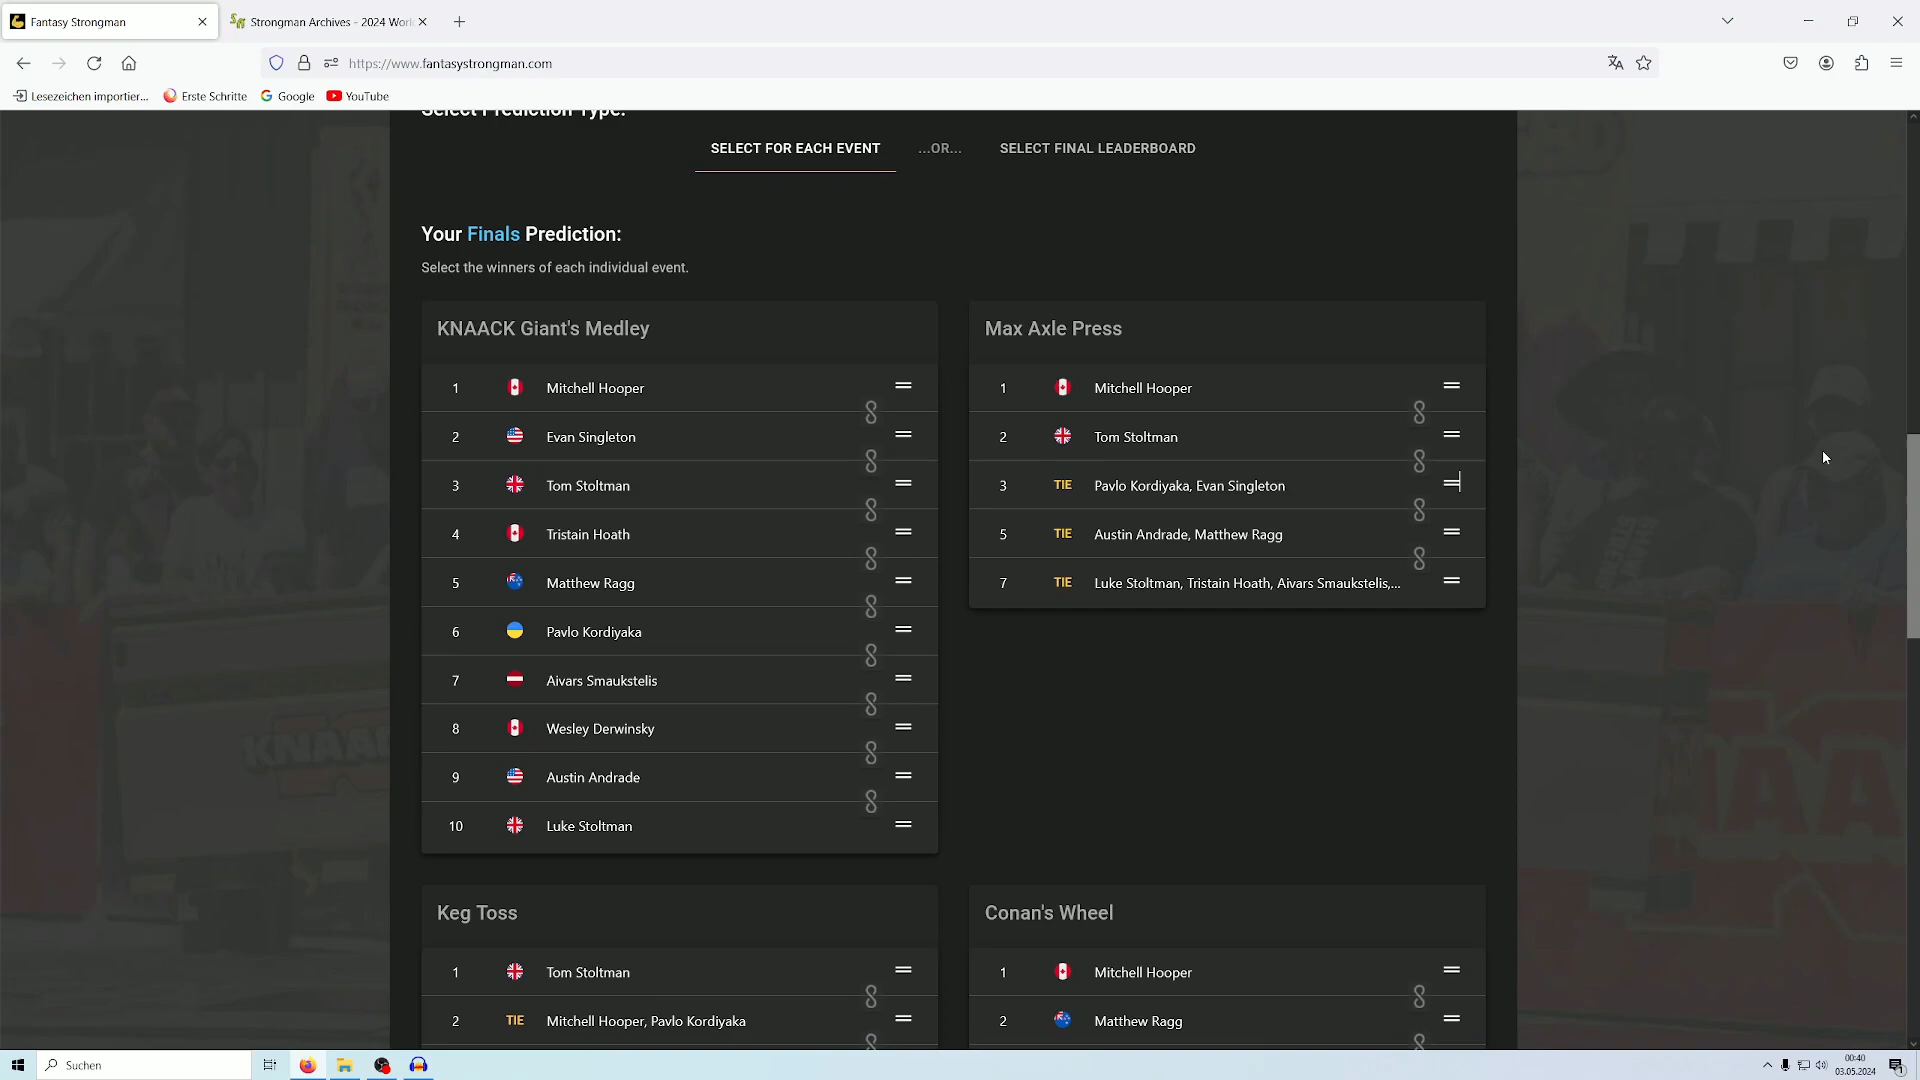 Fantasy Strongman
Strongman Archives - 2024 Worl
https://www.fantasystrongman.com
Lesezeichen importier...
Erste Schritte
Google
YouTube
Select Prediction Type:
SELECT FOR EACH EVENT
...OR...
SELECT FINAL LEADERBOARD
Your Finals Prediction:
Select the winners of each individual event.
KNAACK Giant's Medley
1 Mitchell Hooper
2 Evan Singleton
3 Tom Stoltman
4 Tristain Hoath
5 Matthew Ragg
6 Pavlo Kordiyaka
7 Aivars Smaukstelis
8 Wesley Derwinsky
9 Austin Andrade
10 Luke Stoltman
Max Axle Press
1 Mitchell Hooper
2 Tom Stoltman
3 TIE Pavlo Kordiyaka, Evan Singleton
5 TIE Austin Andrade, Matthew Ragg
7 TIE Luke Stoltman, Tristain Hoath, Aivars Smaukstelis,...
Keg Toss
1 Tom Stoltman
2 TIE Mitchell Hooper, Pavlo Kordiyaka
Conan's Wheel
1 Mitchell Hooper
2 Matthew Ragg
KNAAC
Suchen
00:40
03.05.2024